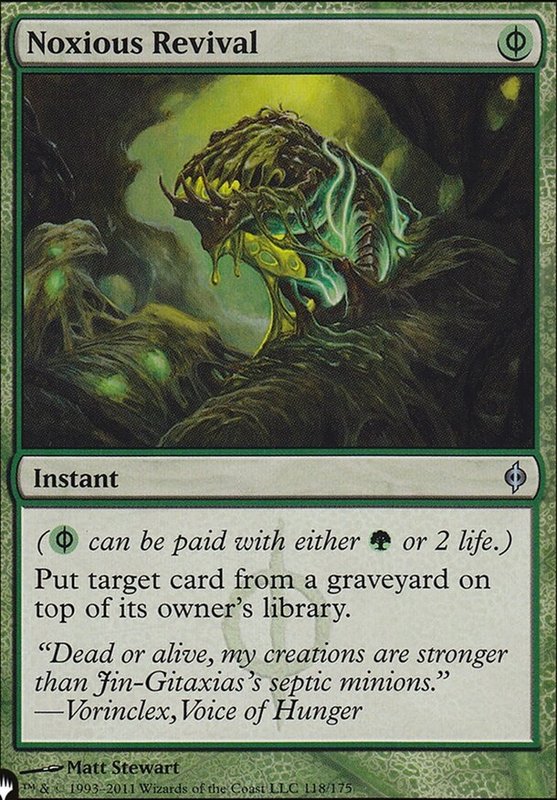 Noxious Revival
Instant
( can be paid with either or 2 life.)
Put target card from a graveyard on
top of its owner's library.
“Dead or alive, my creations are stronger
than Jin-Gitaxias's septic minions.”
—Vorinclex, Voice of Hunger
Matt Stewart
™ & © 1993–2011 Wizards of the Coast LLC 118/175